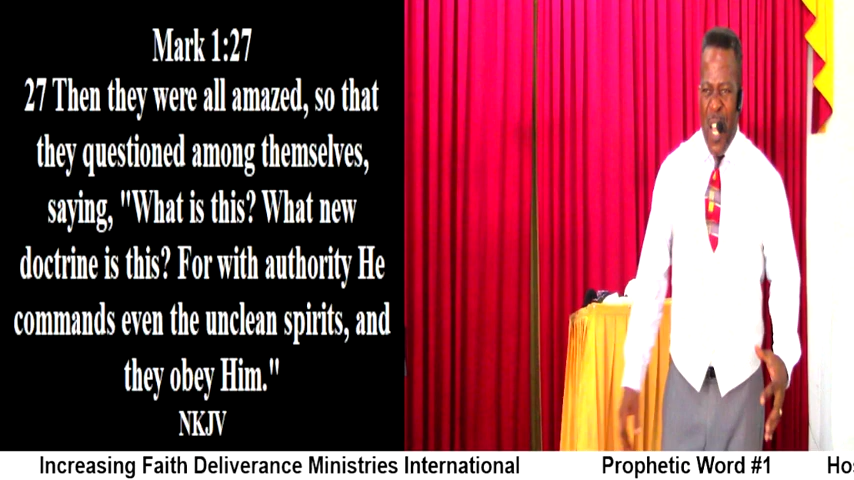 Mark 1:27
27 Then they were all amazed, so that
they questioned among themselves,
saying, "What is this? What new
doctrine is this? For with authority He
commands even the unclean spirits, and
they obey Him."
NKJV
Increasing Faith Deliverance Ministries International Prophetic Word #1